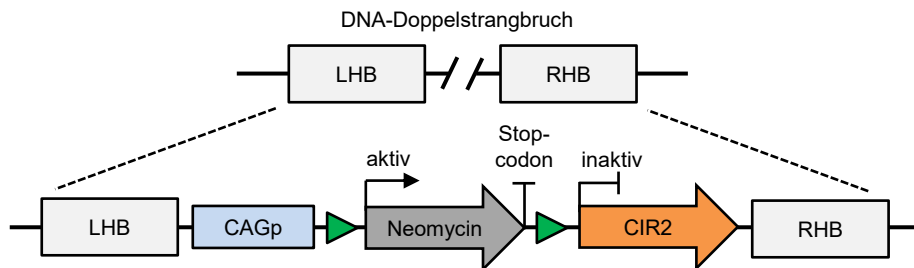 DNA-Doppelstrangbruch
LHB
RHB
Stop-
codon
aktiv
inaktiv
LHB
CAGp
Neomycin
CIR2
RHB